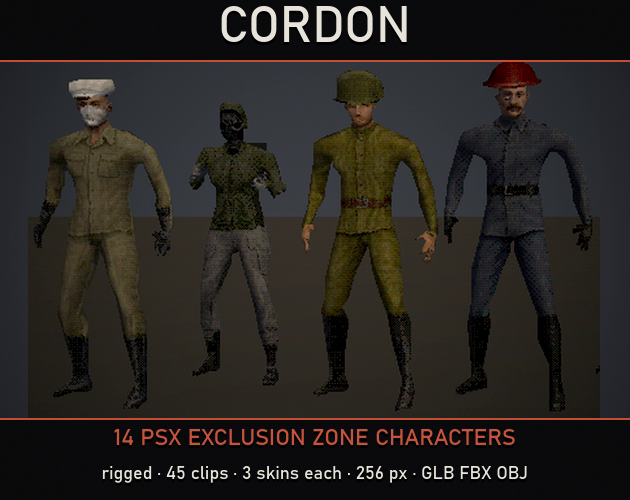 CORDON
14 PSX EXCLUSION ZONE CHARACTERS
rigged · 45 clips · 3 skins each · 256 px · GLB FBX OBJ